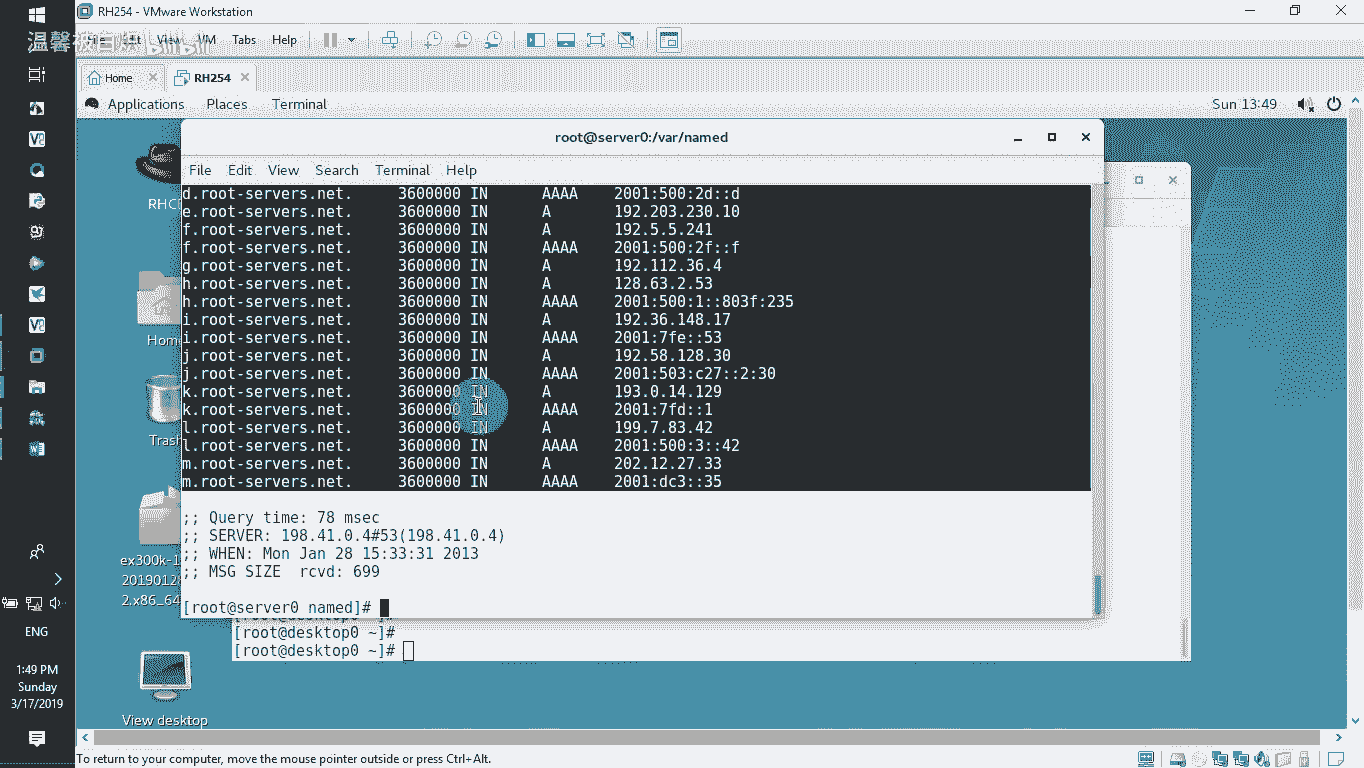 RH254 - VMware Workstation
View VM Tabs Help
温馨被自爆 bilibili
Home RH254
Applications Places Terminal Sun 13:49
root@server0:/var/named
File Edit View Search Terminal Help
d.root-servers.net. 3600000 IN AAAA 2001:500:2d::d
e.root-servers.net. 3600000 IN A 192.203.230.10
f.root-servers.net. 3600000 IN A 192.5.5.241
f.root-servers.net. 3600000 IN AAAA 2001:500:2f::f
g.root-servers.net. 3600000 IN A 192.112.36.4
h.root-servers.net. 3600000 IN A 128.63.2.53
h.root-servers.net. 3600000 IN AAAA 2001:500:1::803f:235
i.root-servers.net. 3600000 IN A 192.36.148.17
i.root-servers.net. 3600000 IN AAAA 2001:7fe::53
j.root-servers.net. 3600000 IN A 192.58.128.30
j.root-servers.net. 3600000 IN AAAA 2001:503:c27::2:30
k.root-servers.net. 3600000 IN A 193.0.14.129
k.root-servers.net. 3600000 IN AAAA 2001:7fd::1
l.root-servers.net. 3600000 IN A 199.7.83.42
l.root-servers.net. 3600000 IN AAAA 2001:500:3::42
m.root-servers.net. 3600000 IN A 202.12.27.33
m.root-servers.net. 3600000 IN AAAA 2001:dc3::35
;; Query time: 78 msec
;; SERVER: 198.41.0.4#53(198.41.0.4)
;; WHEN: Mon Jan 28 15:33:31 2013
;; MSG SIZE rcvd: 699
[root@server0 named]#
[root@desktop0 ~]#
[root@desktop0 ~]#
RHCE
Home
Trash
ex300k-1
2019012
2.x86_64
View desktop
ENG
1:49 PM
Sunday
3/17/2019
To return to your computer, move the mouse pointer outside or press Ctrl+Alt.